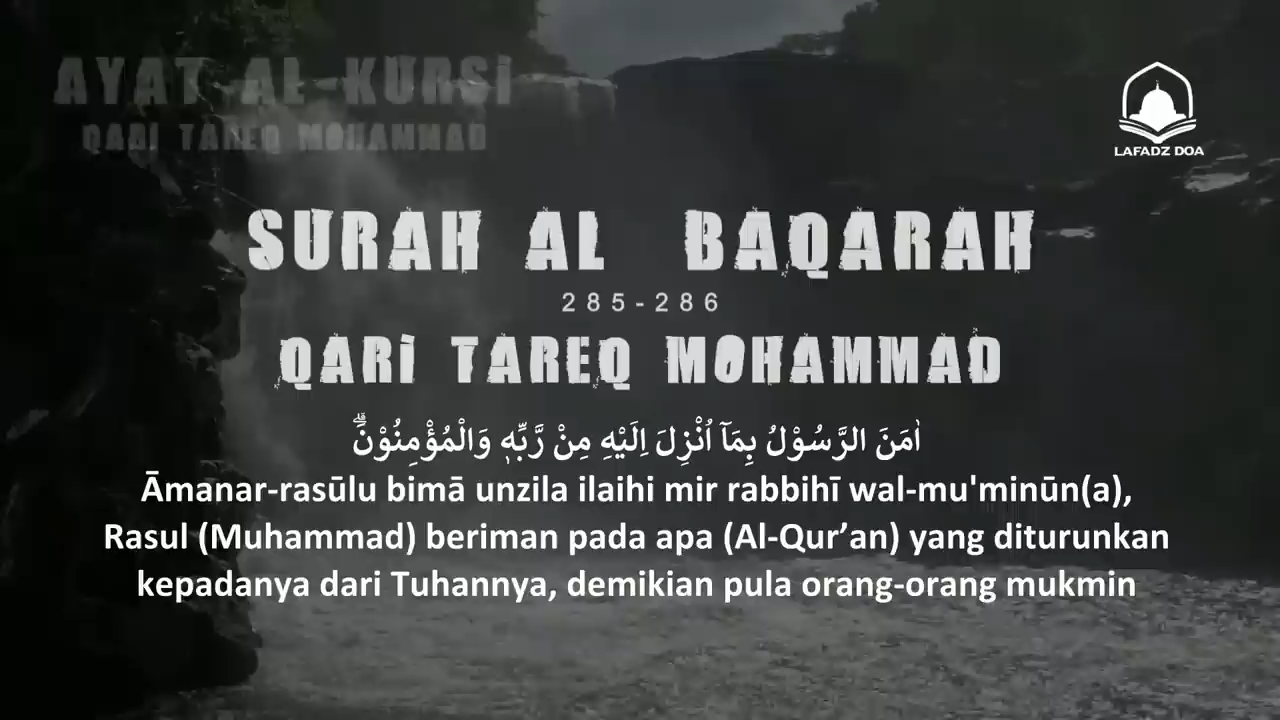 AYAT AL-KURSi
QARI TAREQ MOHAMMAD
LAFADZ DOA
SURAH AL BAQARAH
285-286
QARi TAREQ MOHAMMAD
اٰمَنَ الرَّسُوْلُ بِمَآ اُنْزِلَ اِلَيْهِ مِنْ رَّبِّهٖ وَالْمُؤْمِنُوْنَۗ
Āmanar-rasūlu bimā unzila ilaihi mir rabbihī wal-mu'minūn(a),
Rasul (Muhammad) beriman pada apa (Al-Qur’an) yang diturunkan
kepadanya dari Tuhannya, demikian pula orang-orang mukmin